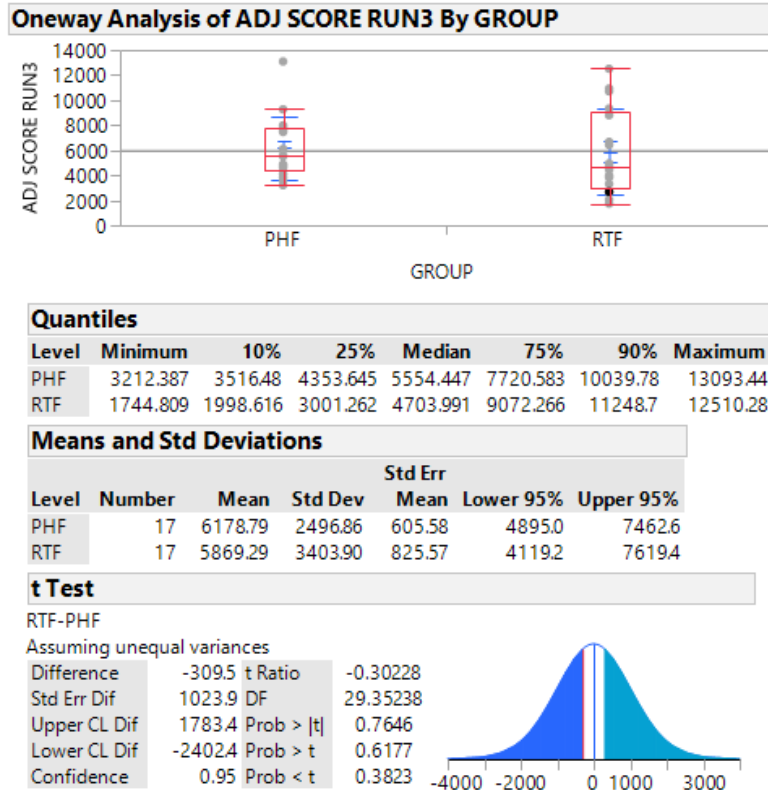 Oneway Analysis of ADJ SCORE RUN3 By GROUP
14000
12000
10000
8000
6000
4000
2000
0
ADJ SCORE RUN3
PHF RTF
GROUP
Quantiles
Level Minimum 10% 25% Median 75% 90% Maximum
PHF 3212.387 3516.48 4353.645 5554.447 7720.583 10039.78 13093.44
RTF 1744.809 1998.616 3001.262 4703.991 9072.266 11248.7 12510.28
Means and Std Deviations
Std Err
Level Number Mean Std Dev Mean Lower 95% Upper 95%
PHF 17 6178.79 2496.86 605.58 4895.0 7462.6
RTF 17 5869.29 3403.90 825.57 4119.2 7619.4
t Test
RTF-PHF
Assuming unequal variances
Difference -309.5 t Ratio -0.30228
Std Err Dif 1023.9 DF 29.35238
Upper CL Dif 1783.4 Prob > |t| 0.7646
Lower CL Dif -2402.4 Prob > t 0.6177
Confidence 0.95 Prob < t 0.3823
-4000 -2000 0 1000 3000